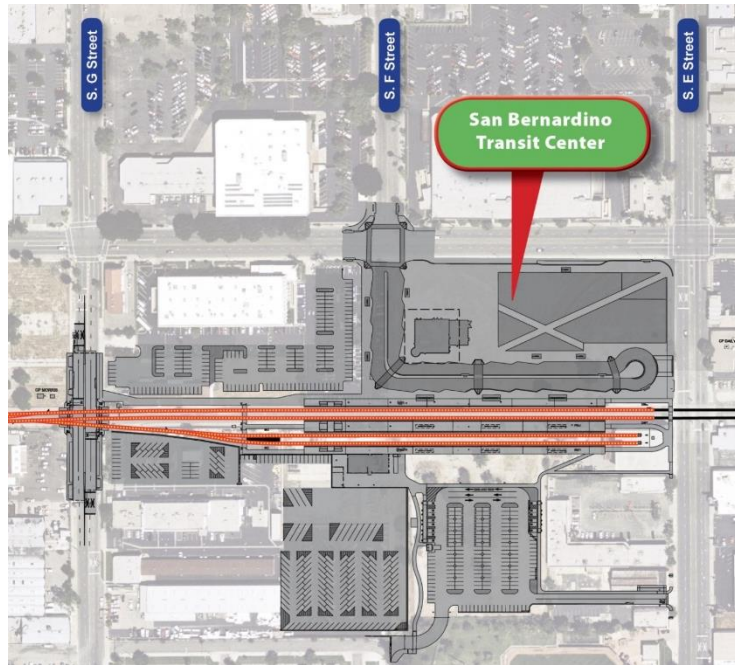 S. G Street
S. F Street
S. E Street
San Bernardino
Transit Center